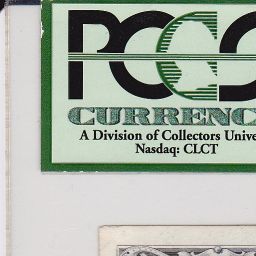 PCGS
CURRENC
A Division of Collectors Unive
Nasdaq: CLCT